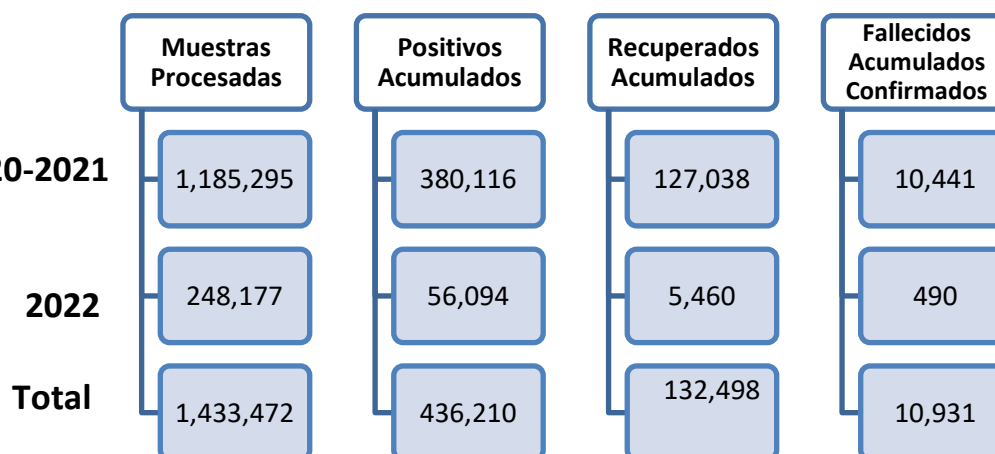 Muestras
Procesadas
Positivos
Acumulados
Recuperados
Acumulados
Fallecidos
Acumulados
Confirmados
20-2021
1,185,295
380,116
127,038
10,441
2022
248,177
56,094
5,460
490
Total
1,433,472
436,210
132,498
10,931